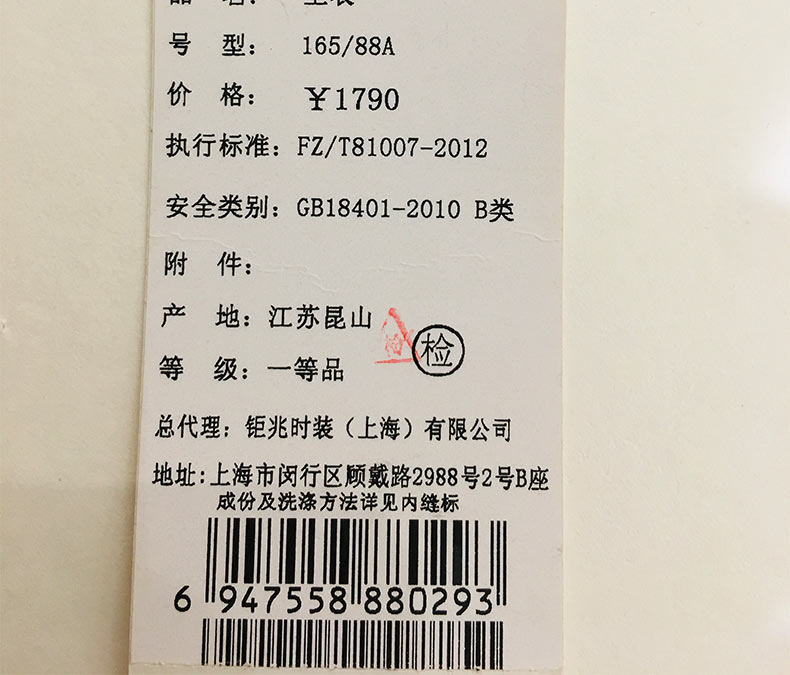 号 型： 165/88A
价 格： ￥1790
执行标准：FZ/T81007-2012
安全类别：GB18401-2010 B类
附 件：
产 地：江苏昆山
检
等 级：一等品
总代理：钜兆时装（上海）有限公司
地址:上海市闵行区顾戴路2988号2号B座
成份及洗涤方法详见内缝标
6 947558 880293